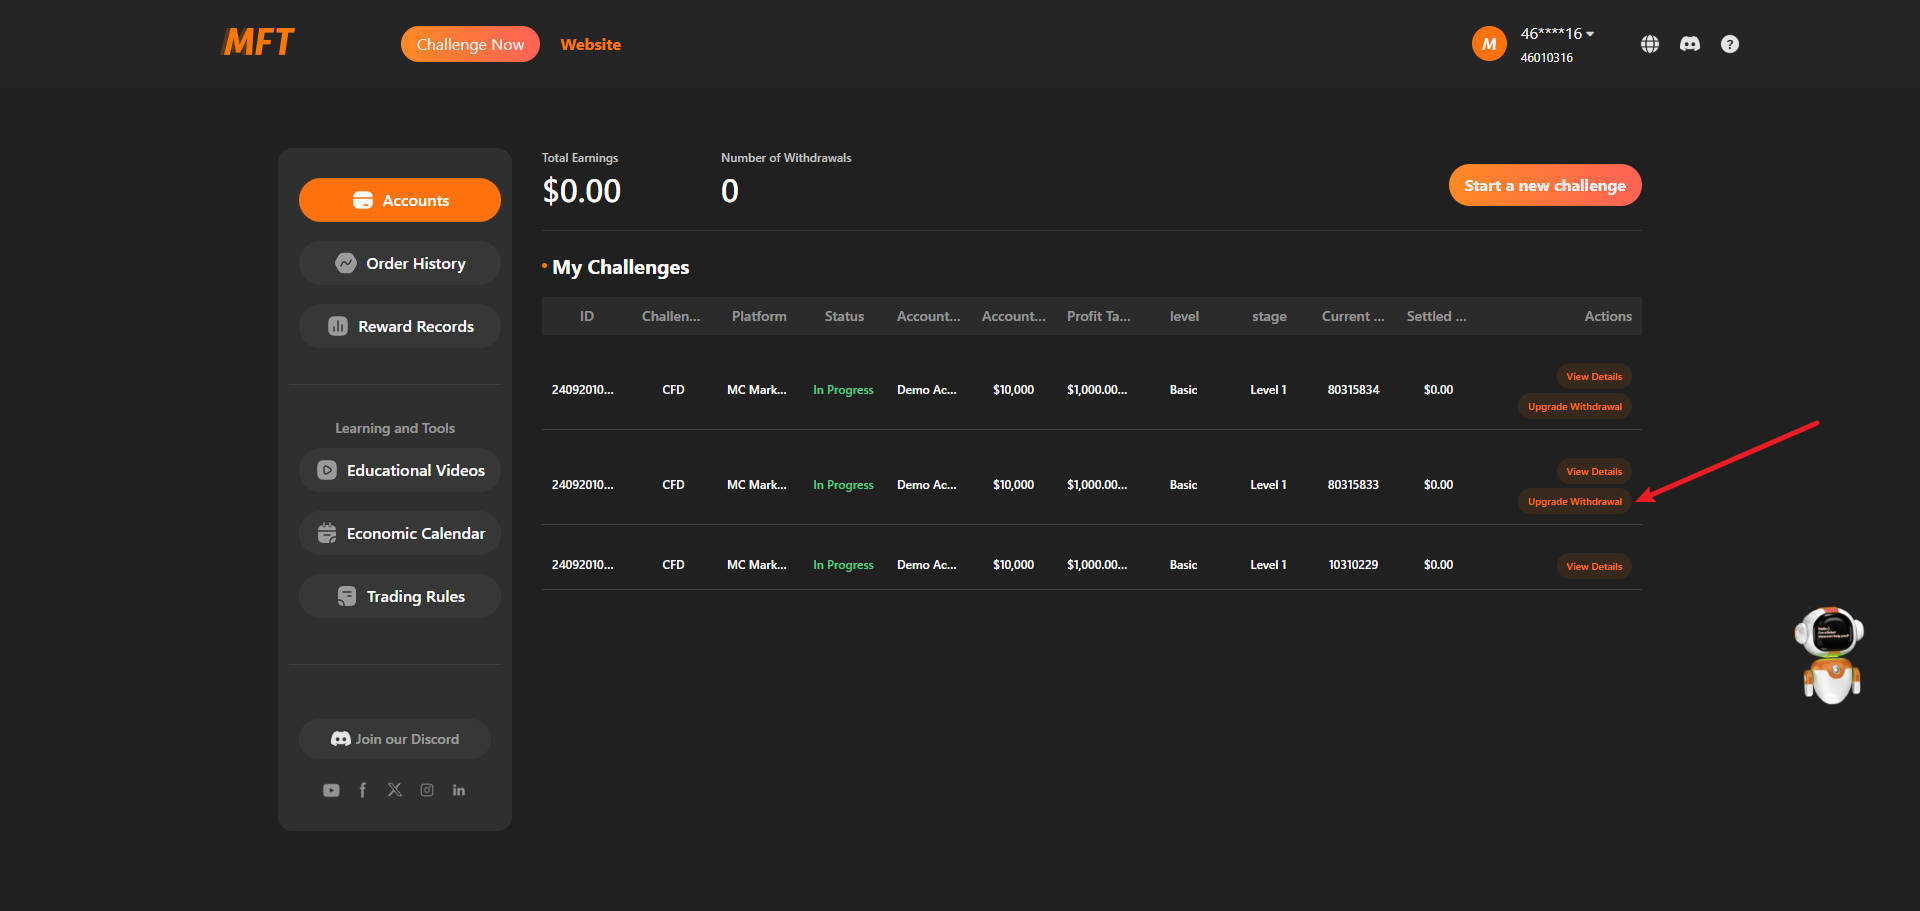 MFT
Challenge Now
Website
M
46****16
46010316
?
Accounts
Order History
Reward Records
Learning and Tools
Educational Videos
Economic Calendar
Trading Rules
Join our Discord
Total Earnings
$0.00
Number of Withdrawals
0
Start a new challenge
My Challenges
ID Challen... Platform Status Account... Account... Profit Ta... level stage Current ... Settled ... Actions
24092010... CFD MC Mark... In Progress Demo Ac... $10,000 $1,000.00... Basic Level 1 80315834 $0.00 View Details
Upgrade Withdrawal
24092010... CFD MC Mark... In Progress Demo Ac... $10,000 $1,000.00... Basic Level 1 80315833 $0.00 View Details
Upgrade Withdrawal
24092010... CFD MC Mark... In Progress Demo Ac... $10,000 $1,000.00... Basic Level 1 10310229 $0.00 View Details